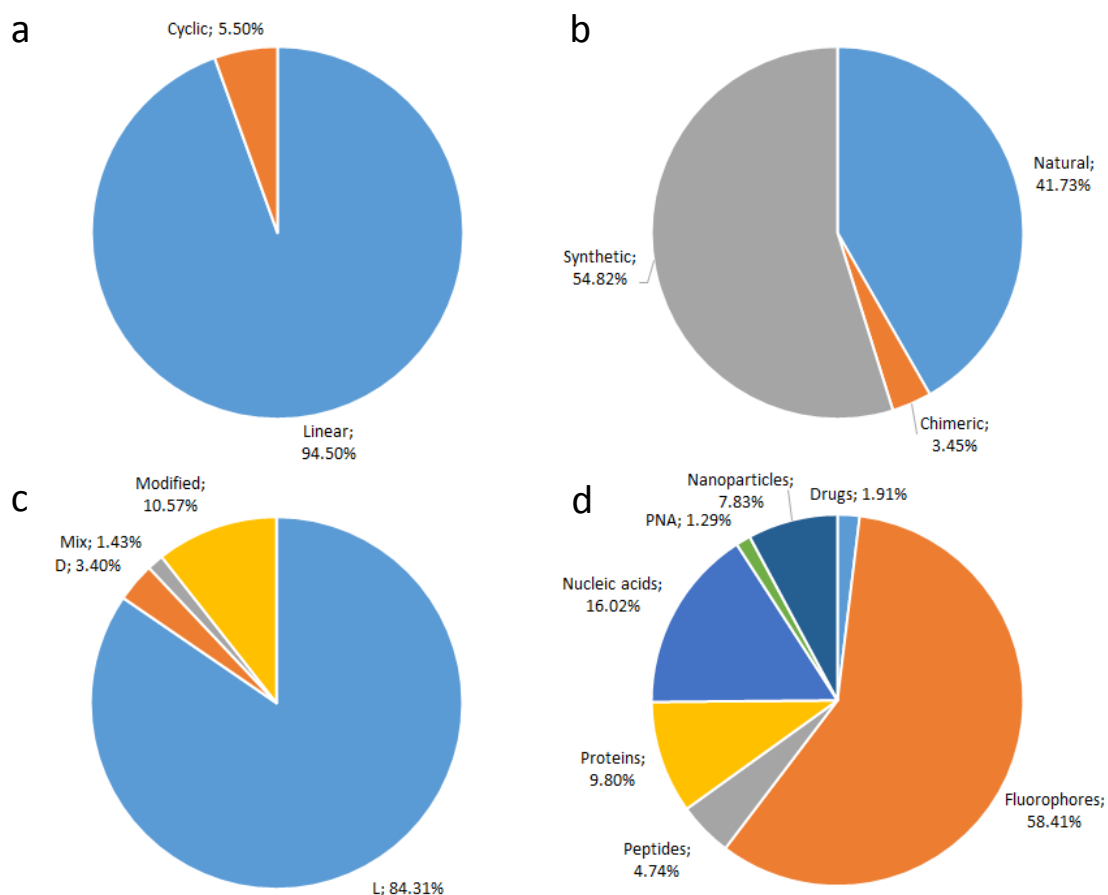 a
Cyclic; 5.50%
Linear;
94.50%
b
Natural;
41.73%
Synthetic;
54.82%
Chimeric;
3.45%
c
Modified;
10.57%
Mix; 1.43%
D; 3.40%
L; 84.31%
d
Nanoparticles;
7.83%
Drugs; 1.91%
PNA; 1.29%
Nucleic acids;
16.02%
Proteins;
9.80%
Fluorophores;
58.41%
Peptides;
4.74%